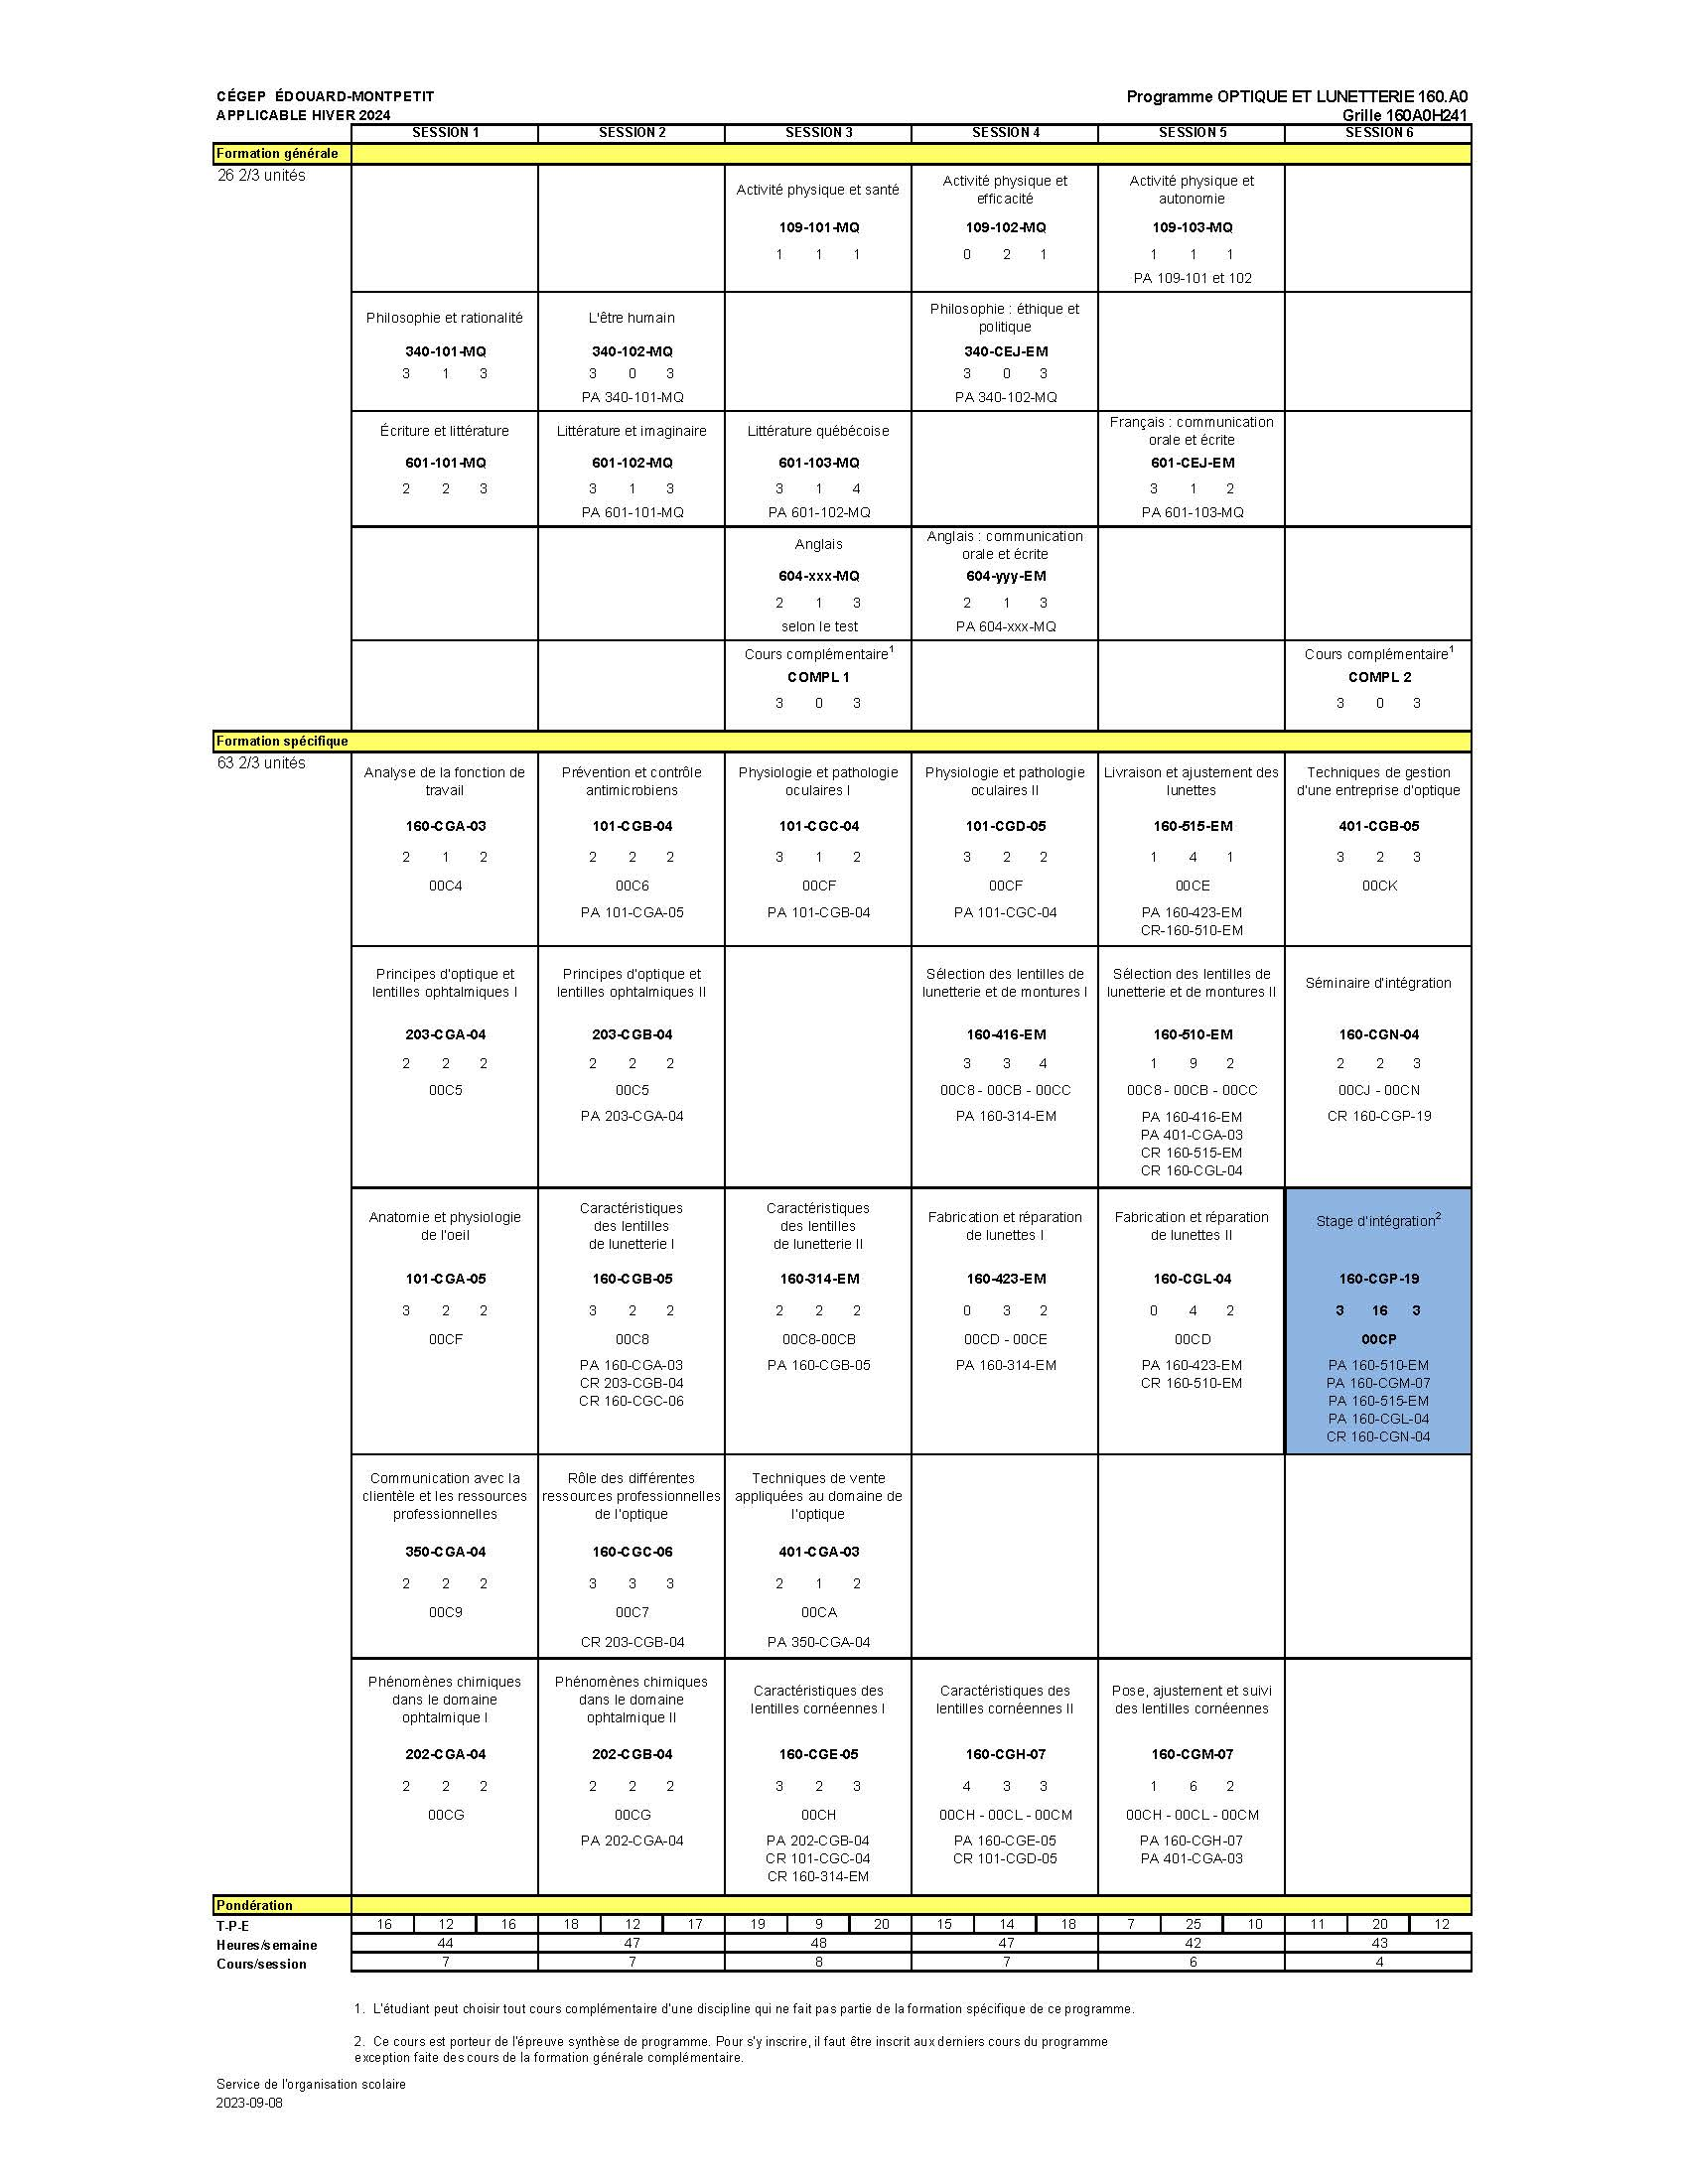 CÉGEP ÉDOUARD-MONTPETIT
Programme OPTIQUE ET LUNETTERIE 160.A0
APPLICABLE HIVER 2024
Grille 160A0H241
SESSION 1 SESSION 2 SESSION 3 SESSION 4 SESSION 5 SESSION 6
Formation générale
26 2/3 unités
Activité physique et santé
109-101-MQ
1 1 1
Activité physique et
efficacité
109-102-MQ
0 2 1
Activité physique et
autonomie
109-103-MQ
1 1 1
PA 109-101 et 102
Philosophie et rationalité
340-101-MQ
3 1 3
L'être humain
340-102-MQ
3 0 3
PA 340-101-MQ
Philosophie : éthique et
politique
340-CEJ-EM
3 0 3
PA 340-102-MQ
Écriture et littérature
601-101-MQ
2 2 3
Littérature et imaginaire
601-102-MQ
3 1 3
PA 601-101-MQ
Littérature québécoise
601-103-MQ
3 1 4
PA 601-102-MQ
Français : communication
orale et écrite
601-CEJ-EM
3 1 2
PA 601-103-MQ
Anglais
604-xxx-MQ
2 1 3
selon le test
Anglais : communication
orale et écrite
604-yyy-EM
2 1 3
PA 604-xxx-MQ
Cours complémentaire1
COMPL 1
3 0 3
Cours complémentaire1
COMPL 2
3 0 3
Formation spécifique
63 2/3 unités
Analyse de la fonction de
travail
160-CGA-03
2 1 2
00C4
Prévention et contrôle
antimicrobiens
101-CGB-04
2 2 2
00C6
PA 101-CGA-05
Physiologie et pathologie
oculaires I
101-CGC-04
3 1 2
00CF
PA 101-CGB-04
Physiologie et pathologie
oculaires II
101-CGD-05
3 2 2
00CF
PA 101-CGC-04
Livraison et ajustement des
lunettes
160-515-EM
1 4 1
00CE
PA 160-423-EM
CR-160-510-EM
Techniques de gestion
d'une entreprise d'optique
401-CGB-05
3 2 3
00CK
Principes d'optique et
lentilles ophtalmiques I
203-CGA-04
2 2 2
00C5
Principes d'optique et
lentilles ophtalmiques II
203-CGB-04
2 2 2
00C5
PA 203-CGA-04
Sélection des lentilles de
lunetterie et de montures I
160-416-EM
3 3 4
00C8 - 00CB - 00CC
PA 160-314-EM
Sélection des lentilles de
lunetterie et de montures II
160-510-EM
1 9 2
00C8 - 00CB - 00CC
PA 160-416-EM
PA 401-CGA-03
CR 160-515-EM
CR 160-CGL-04
Séminaire d'intégration
160-CGN-04
2 2 3
00CJ - 00CN
CR 160-CGP-19
Anatomie et physiologie
de l'oeil
101-CGA-05
3 2 2
00CF
Caractéristiques
des lentilles
de lunetterie I
160-CGB-05
3 2 2
00C8
PA 160-CGA-03
CR 203-CGB-04
CR 160-CGC-06
Caractéristiques
des lentilles
de lunetterie II
160-314-EM
2 2 2
00C8-00CB
PA 160-CGB-05
Fabrication et réparation
de lunettes I
160-423-EM
0 3 2
00CD - 00CE
PA 160-314-EM
Fabrication et réparation
de lunettes II
160-CGL-04
0 4 2
00CD
PA 160-423-EM
CR 160-510-EM
Stage d'intégration2
160-CGP-19
3 16 3
00CP
PA 160-510-EM
PA 160-CGM-07
PA 160-515-EM
PA 160-CGL-04
CR 160-CGN-04
Communication avec la
clientèle et les ressources
professionnelles
350-CGA-04
2 2 2
00C9
Rôle des différentes
ressources professionnelles
de l'optique
160-CGC-06
3 3 3
00C7
CR 203-CGB-04
Techniques de vente
appliquées au domaine de
l'optique
401-CGA-03
2 1 2
00CA
PA 350-CGA-04
Phénomènes chimiques
dans le domaine
ophtalmique I
202-CGA-04
2 2 2
00CG
Phénomènes chimiques
dans le domaine
ophtalmique II
202-CGB-04
2 2 2
00CG
PA 202-CGA-04
Caractéristiques des
lentilles cornéennes I
160-CGE-05
3 2 3
00CH
PA 202-CGB-04
CR 101-CGC-04
CR 160-314-EM
Caractéristiques des
lentilles cornéennes II
160-CGH-07
4 3 3
00CH - 00CL - 00CM
PA 160-CGE-05
CR 101-CGD-05
Pose, ajustement et suivi
des lentilles cornéennes
160-CGM-07
1 6 2
00CH - 00CL - 00CM
PA 160-CGH-07
PA 401-CGA-03
Pondération
T-P-E 16 12 16 18 12 17 19 9 20 15 14 18 7 25 10 11 20 12
Heures/semaine 44 47 48 47 42 43
Cours/session 7 7 8 7 6 4
1. L'étudiant peut choisir tout cours complémentaire d'une discipline qui ne fait pas partie de la formation spécifique de ce programme.
2. Ce cours est porteur de l'épreuve synthèse de programme. Pour s'y inscrire, il faut être inscrit aux derniers cours du programme
exception faite des cours de la formation générale complémentaire.
Service de l'organisation scolaire
2023-09-08